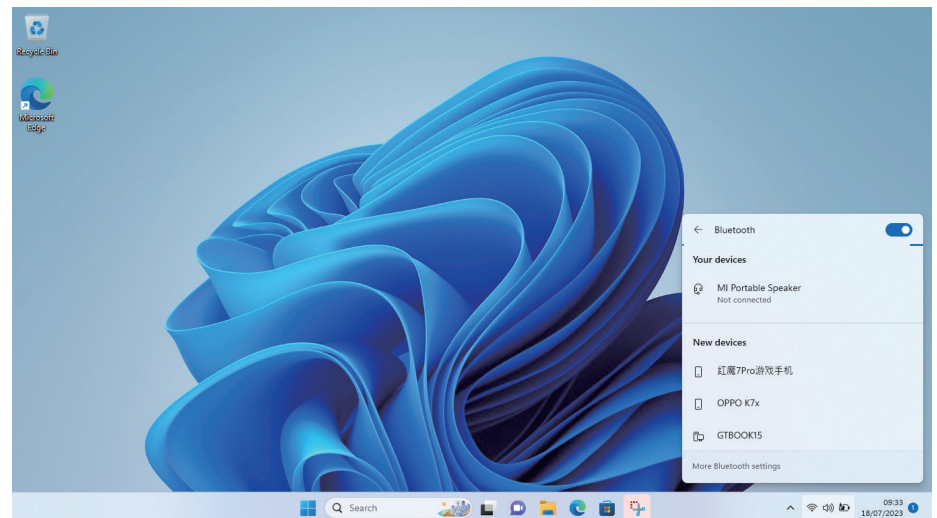 Recycle Bin
Microsoft
Edge
Bluetooth
Your devices
MI Portable Speaker
Not connected
New devices
红魔7Pro游戏手机
OPPO K7x
GTBOOK15
More Bluetooth settings
Search
09:33
18/07/2023
1